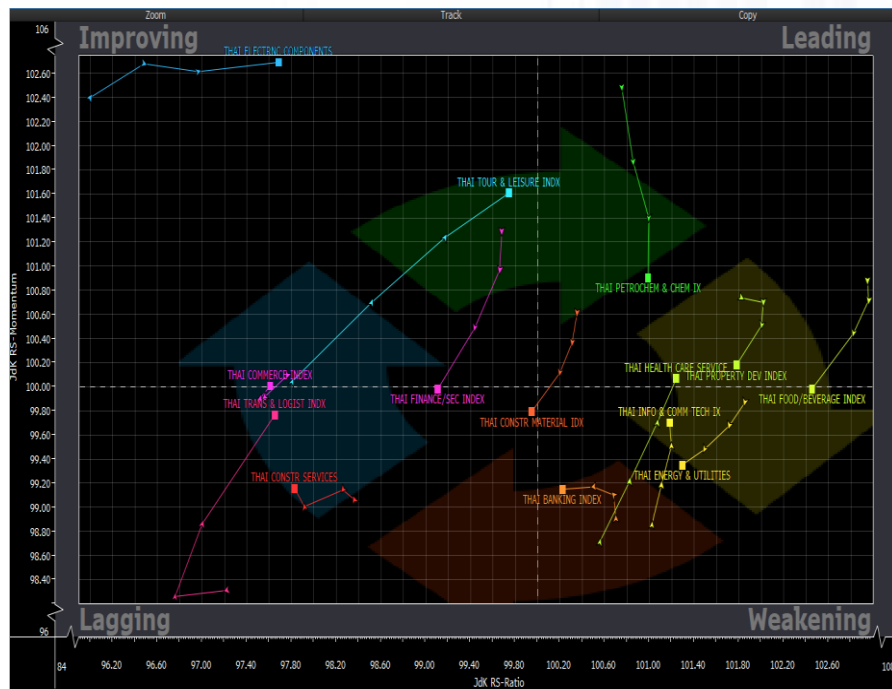 Zoom Track Copy
106
Improving Leading
THAI ELECTRNC COMPONENTS
102.60
102.40
102.20
102.00
101.80
THAI TOUR & LEISURE INDX
101.60
101.40
101.20
101.00
THAI PETROCHEM & CHEM IX
100.80
100.60
100.40
100.20
THAI HEALTH CARE SERVICE
THAI COMMERCE INDEX THAI PROPERTY DEV INDEX
100.00
THAI FINANCE/SEC INDEX THAI FOOD/BEVERAGE INDEX
THAI TRANS & LOGIST INDX
99.80
THAI INFO & COMM TECH IX
THAI CONSTR MATERIAL IDX
99.60
99.40
THAI CONSTR SERVICES THAI ENERGY & UTILITIES
99.20
THAI BANKING INDEX
99.00
98.80
98.60
98.40
JdK RS-Momentum
Lagging Weakening
96
84 96.20 96.60 97.00 97.40 97.80 98.20 98.60 99.00 99.40 99.80 100.20 100.60 101.00 101.40 101.80 102.20 102.60
JdK RS-Ratio